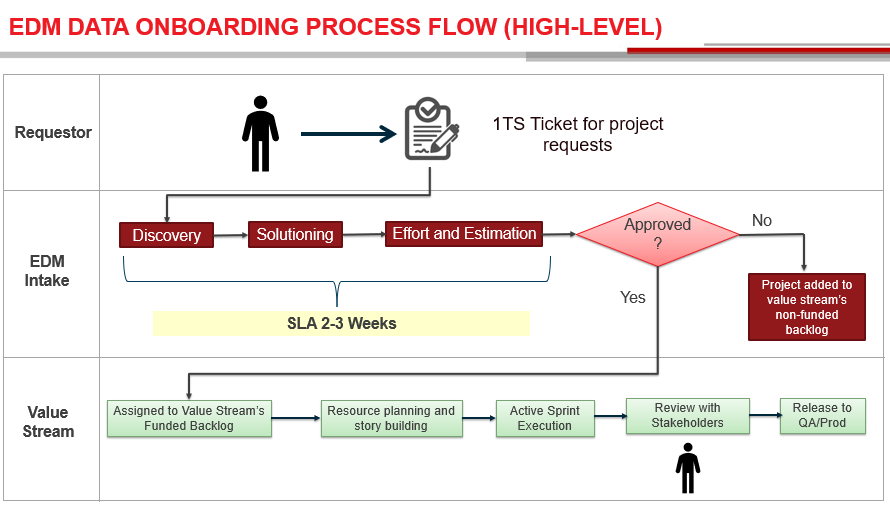 EDM DATA ONBOARDING PROCESS FLOW (HIGH-LEVEL)
Requestor
1TS Ticket for project
requests
EDM
Intake
Discovery
Solutioning
Effort and Estimation
Approved
?
No
Yes
Project added to
value stream's
non-funded
backlog
SLA 2-3 Weeks
Value
Stream
Assigned to Value Stream's
Funded Backlog
Resource planning and
story building
Active Sprint
Execution
Review with
Stakeholders
Release to
QA/Prod